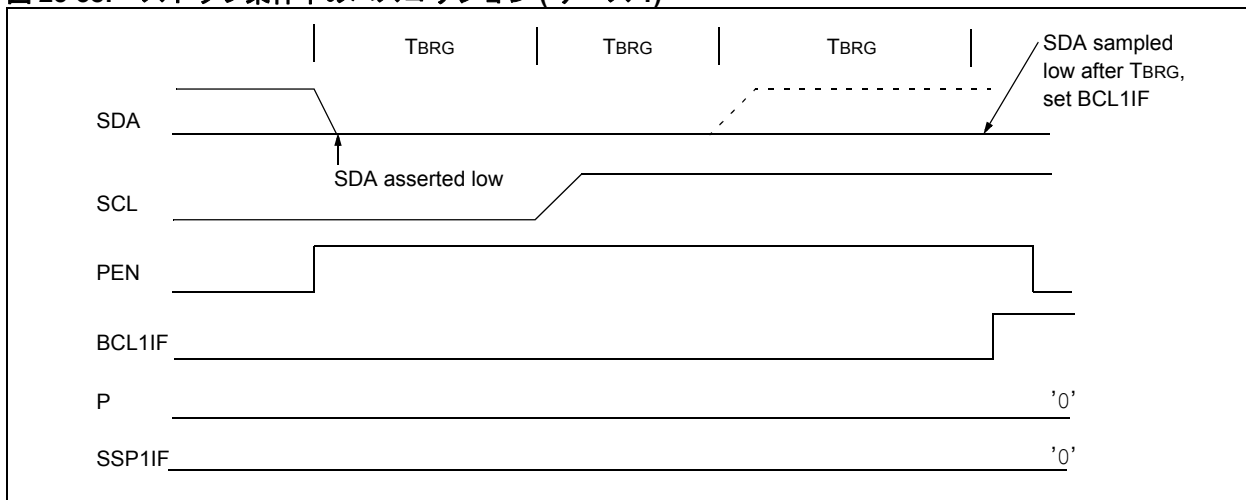 TBRG TBRG TBRG
SDA sampled
low after TBRG,
set BCL1IF
SDA
SDA asserted low
SCL
PEN
BCL1IF
P '0'
SSP1IF '0'